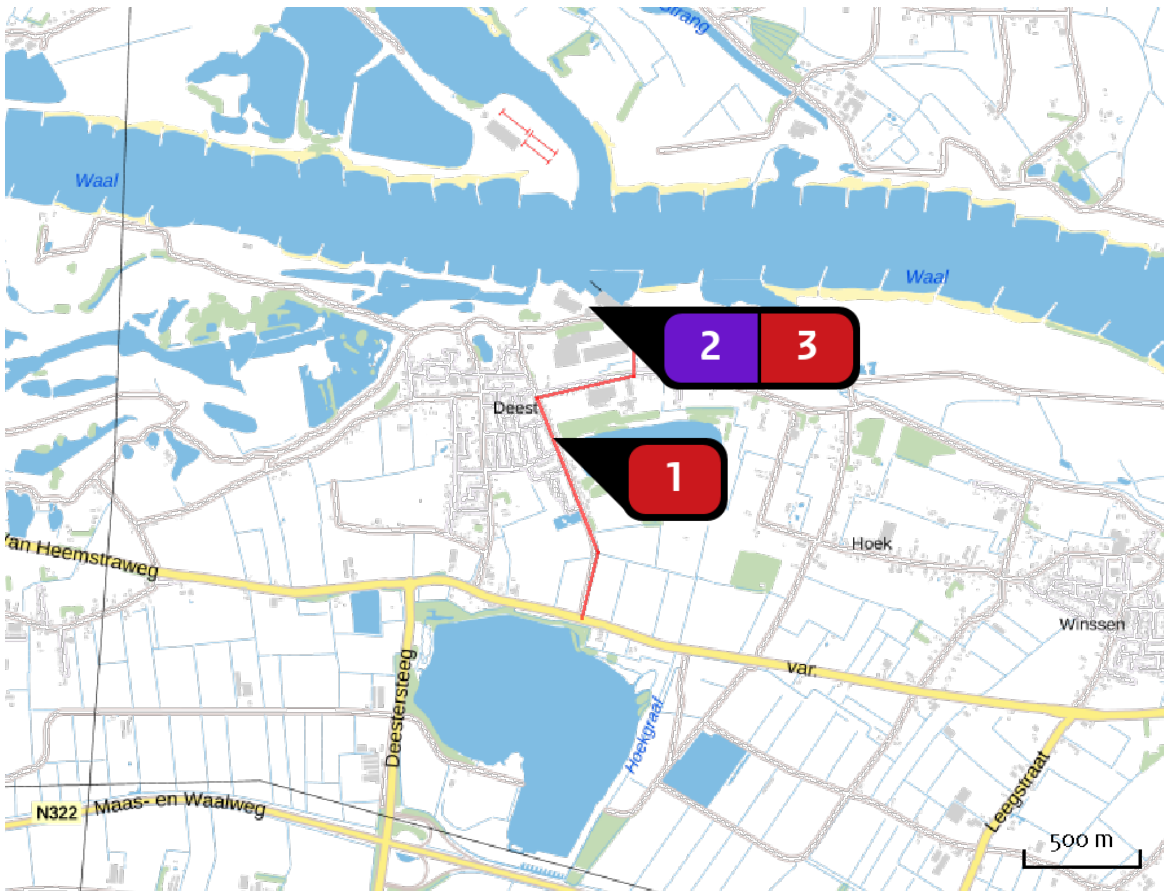 Strang
Waal
Waal
2 3
Deest
1
Van Heemstraweg
Hoek
Winssen
var.
Deestersteeg
Hoekgraaf
Leegstraat
N322 Maas- en Waalweg
500 m